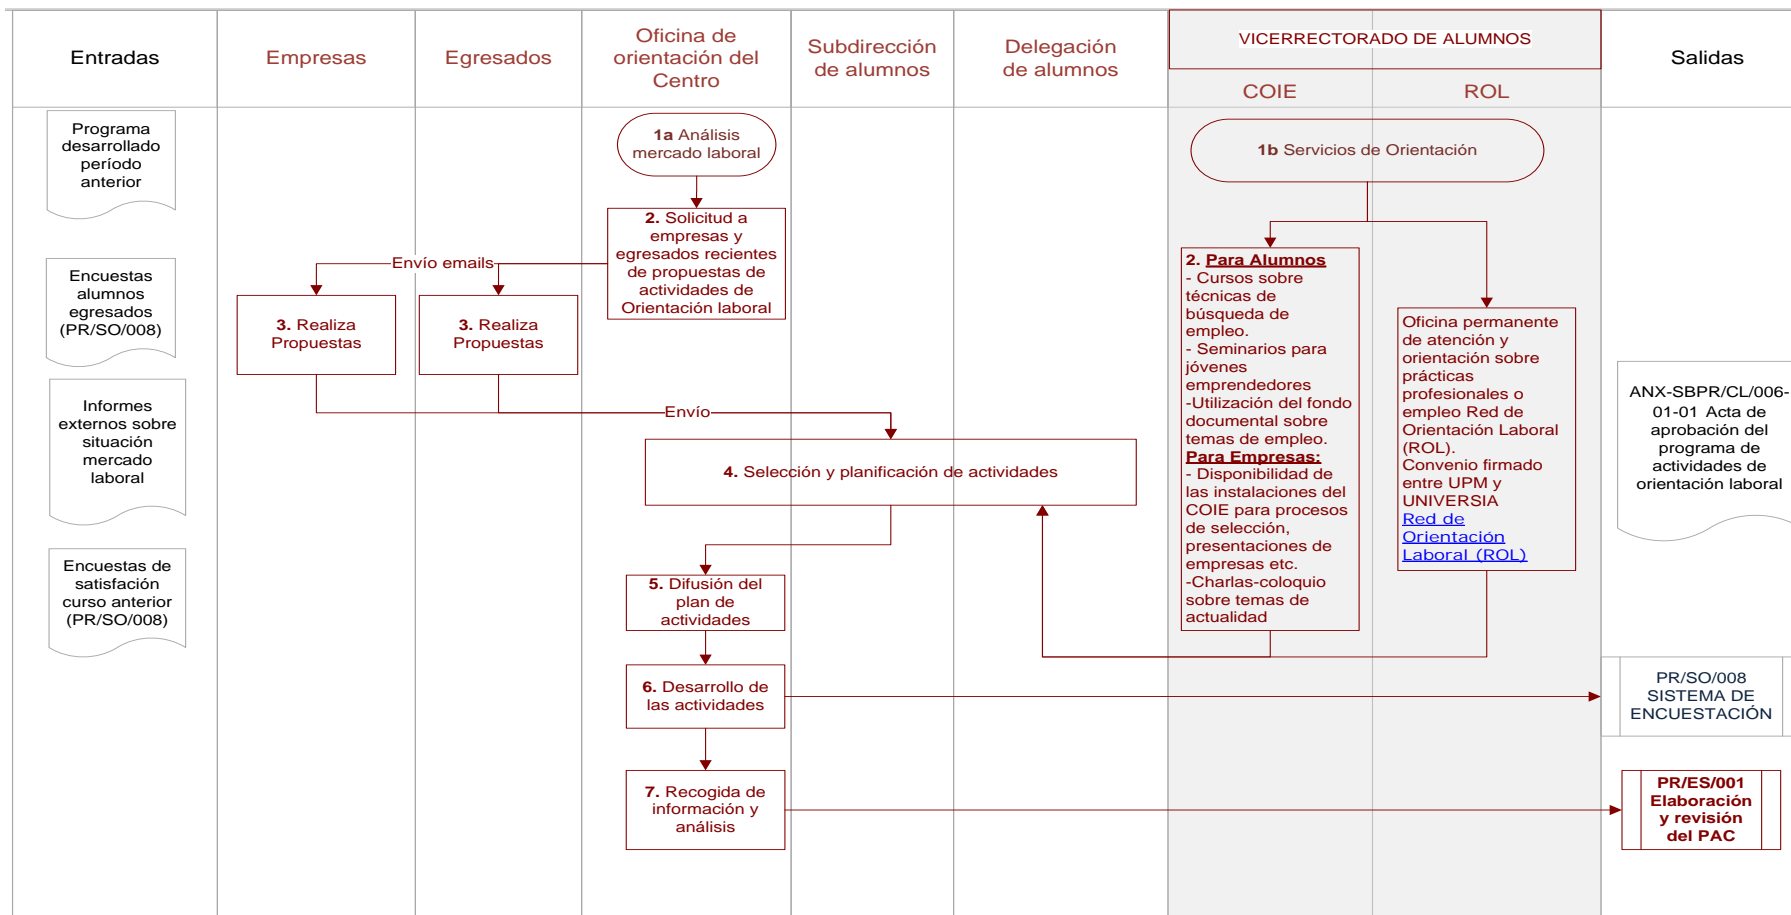 Entradas
Empresas
Egresados
Oficina de
orientación del
Centro
Subdirección
de alumnos
Delegación
de alumnos
VICERRECTORADO DE ALUMNOS
COIE
ROL
Salidas
Programa
desarrollado
período
anterior
Encuestas
alumnos
egresados
(PR/SO/008)
Informes
externos sobre
situación
mercado
laboral
Encuestas de
satisfacción
curso anterior
(PR/SO/008)
1a Análisis
mercado laboral
2. Solicitud a
empresas y
egresados recientes
de propuestas de
actividades de
Orientación laboral
Envío emails
3. Realiza
Propuestas
3. Realiza
Propuestas
Envío
4. Selección y planificación de actividades
5. Difusión del
plan de
actividades
6. Desarrollo de
las actividades
7. Recogida de
información y
análisis
1b Servicios de Orientación
2. Para Alumnos
- Cursos sobre
técnicas de
búsqueda de
empleo.
- Seminarios para
jóvenes
emprendedores
-Utilización del fondo
documental sobre
temas de empleo.
Para Empresas:
- Disponibilidad de
las instalaciones del
COIE para procesos
de selección,
presentaciones de
empresas etc.
-Charlas-coloquio
sobre temas de
actualidad
Oficina permanente
de atención y
orientación sobre
prácticas
profesionales o
empleo Red de
Orientación Laboral
(ROL).
Convenio firmado
entre UPM y
UNIVERSIA
Red de
Orientación
Laboral (ROL)
ANX-SBPR/CL/006-
01-01 Acta de
aprobación del
programa de
actividades de
orientación laboral
PR/SO/008
SISTEMA DE
ENCUESTACIÓN
PR/ES/001
Elaboración
y revisión
del PAC